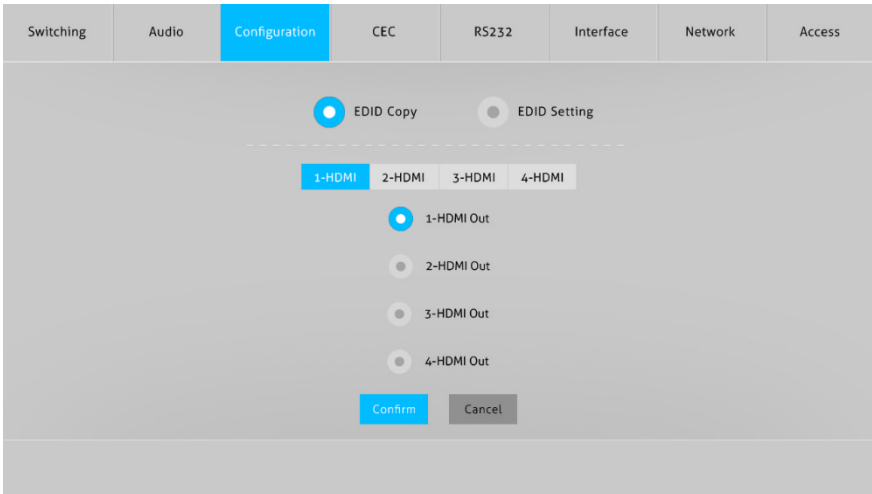 Switching Audio Configuration CEC RS232 Interface Network Access
EDID Copy EDID Setting
1-HDMI 2-HDMI 3-HDMI 4-HDMI
1-HDMI Out
2-HDMI Out
3-HDMI Out
4-HDMI Out
Confirm Cancel